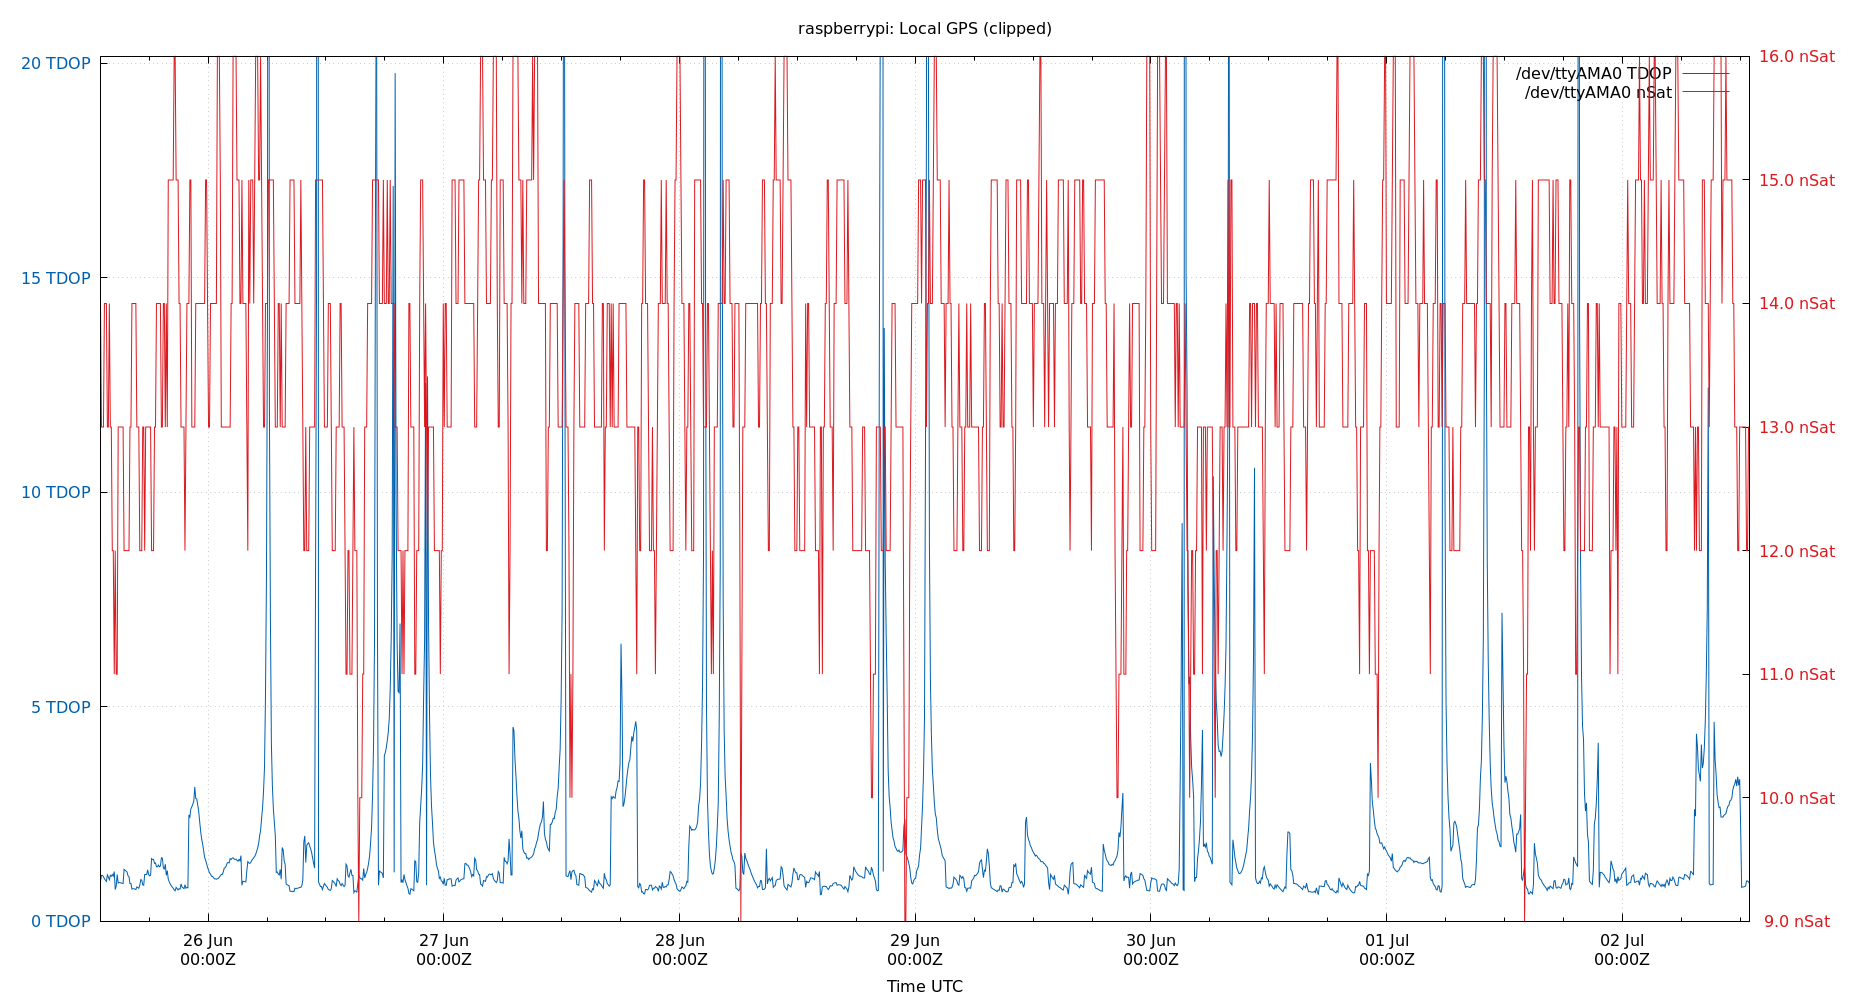 raspberrypi: Local GPS (clipped)
20 TDOP
15 TDOP
10 TDOP
5 TDOP
0 TDOP
16.0 nSat
15.0 nSat
14.0 nSat
13.0 nSat
12.0 nSat
11.0 nSat
10.0 nSat
9.0 nSat
/dev/ttyAMA0 TDOP
/dev/ttyAMA0 nSat
26 Jun
00:00Z
27 Jun
00:00Z
28 Jun
00:00Z
29 Jun
00:00Z
30 Jun
00:00Z
01 Jul
00:00Z
02 Jul
00:00Z
Time UTC